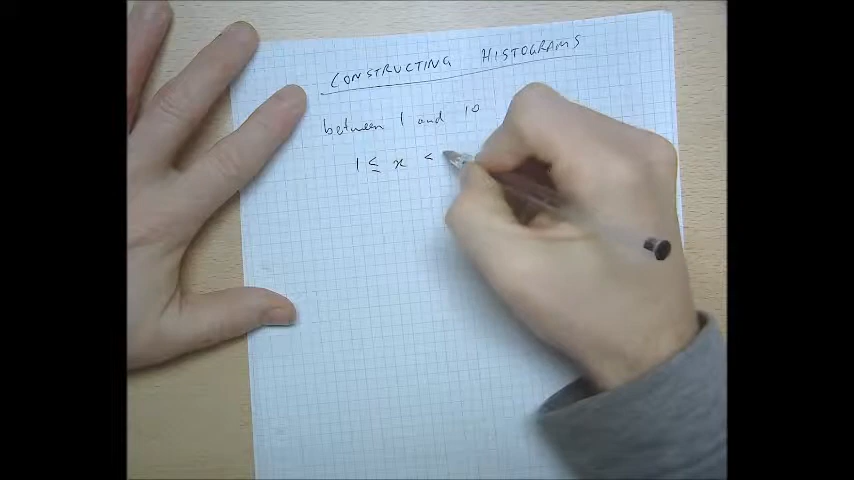 CONSTRUCTING HISTOGRAMS
between 1 and 10
1 ≤ x <